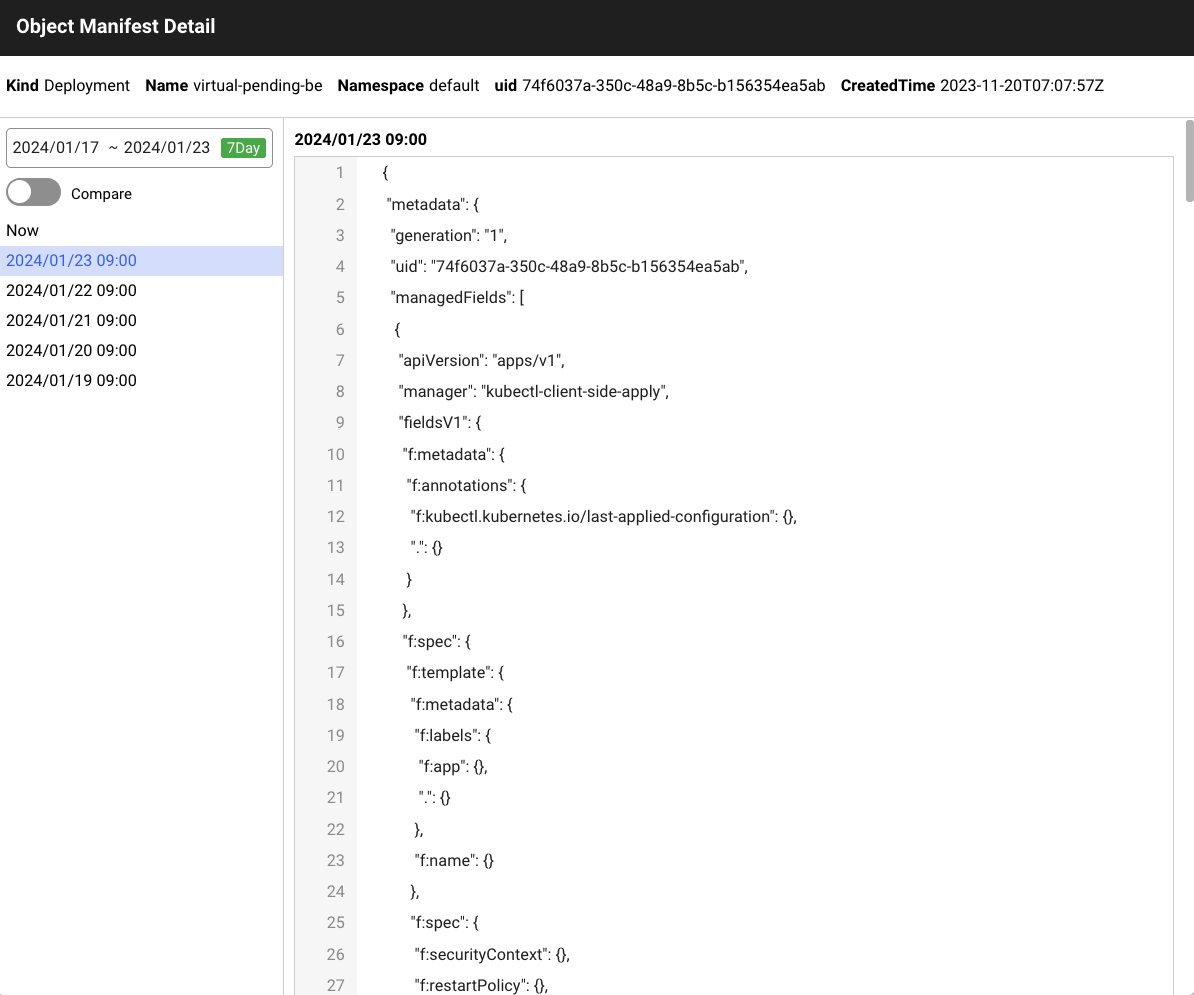 Object Manifest Detail
Kind Deployment Name virtual-pending-be Namespace default uid 74f6037a-350c-48a9-8b5c-b156354ea5ab CreatedTime 2023-11-20T07:07:57Z
2024/01/17 ~ 2024/01/23 7Day
Compare
Now
2024/01/23 09:00
2024/01/22 09:00
2024/01/21 09:00
2024/01/20 09:00
2024/01/19 09:00
2024/01/23 09:00
1 {
2 "metadata": {
3 "generation": "1",
4 "uid": "74f6037a-350c-48a9-8b5c-b156354ea5ab",
5 "managedFields": [
6 {
7 "apiVersion": "apps/v1",
8 "manager": "kubectl-client-side-apply",
9 "fieldsV1": {
10 "f:metadata": {
11 "f:annotations": {
12 "f:kubectl.kubernetes.io/last-applied-configuration": {},
13 ".": {}
14 }
15 },
16 "f:spec": {
17 "f:template": {
18 "f:metadata": {
19 "f:labels": {
20 "f:app": {},
21 ".": {}
22 },
23 "f:name": {}
24 },
25 "f:spec": {
26 "f:securityContext": {},
27 "f:restartPolicy": {},